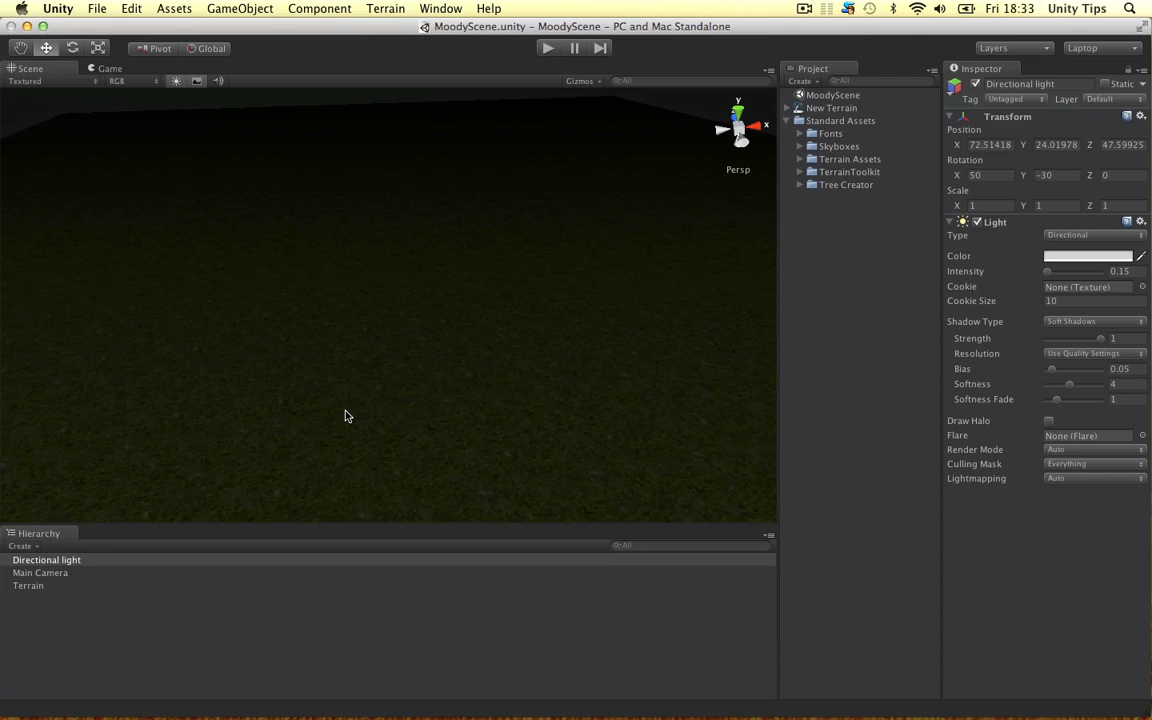 Unity File Edit Assets GameObject Component Terrain Window Help Fri 18:33 Unity Tips
MoodyScene.unity – MoodyScene – PC and Mac Standalone
Pivot Global Layers Laptop
Scene Game
Textured RGB Gizmos All
y
x
Persp
Hierarchy
Create All
Directional light
Main Camera
Terrain
Project
Create All
MoodyScene
New Terrain
Standard Assets
Fonts
Skyboxes
Terrain Assets
TerrainToolkit
Tree Creator
Inspector
Directional light Static
Tag Untagged Layer Default
Transform
Position
X 72.51418 Y 24.01978 Z 47.59925
Rotation
X 50 Y -30 Z 0
Scale
X 1 Y 1 Z 1
Light
Type Directional
Color
Intensity 0.15
Cookie None (Texture)
Cookie Size 10
Shadow Type Soft Shadows
Strength 1
Resolution Use Quality Settings
Bias 0.05
Softness 4
Softness Fade 1
Draw Halo
Flare None (Flare)
Render Mode Auto
Culling Mask Everything
Lightmapping Auto